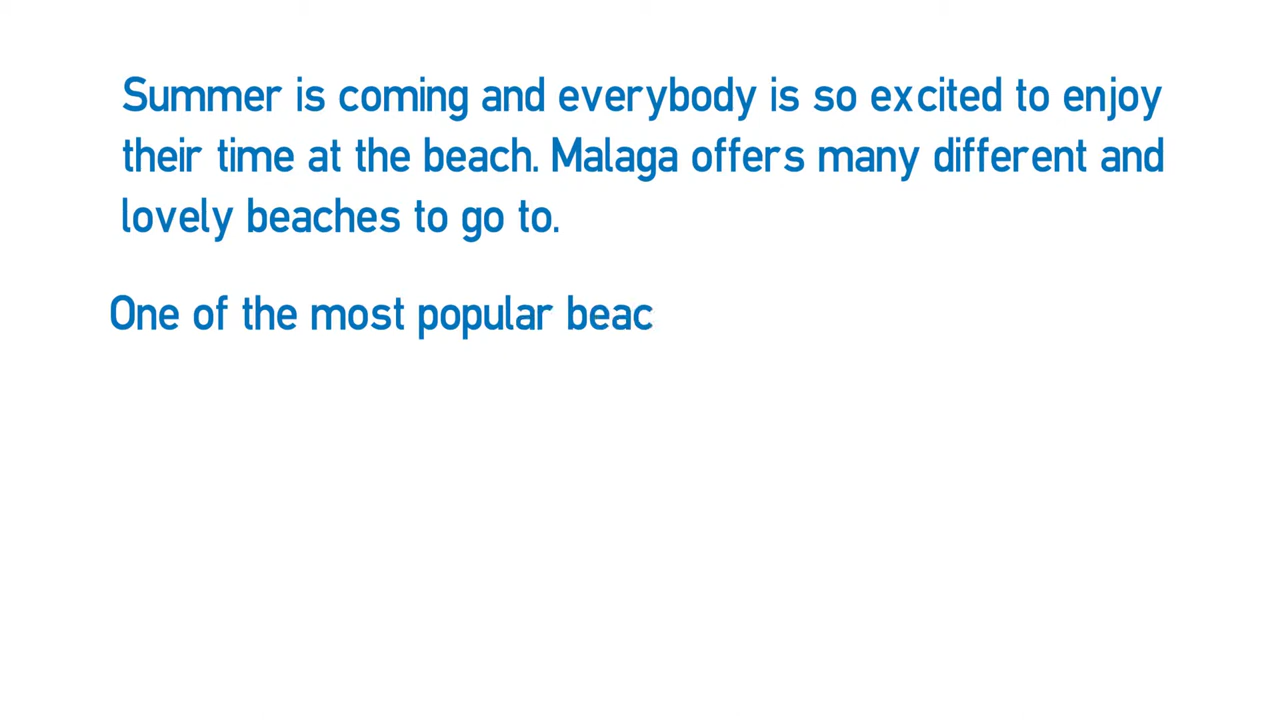 Summer is coming and everybody is so excited to enjoy
their time at the beach. Malaga offers many different and
lovely beaches to go to.
One of the most popular beac